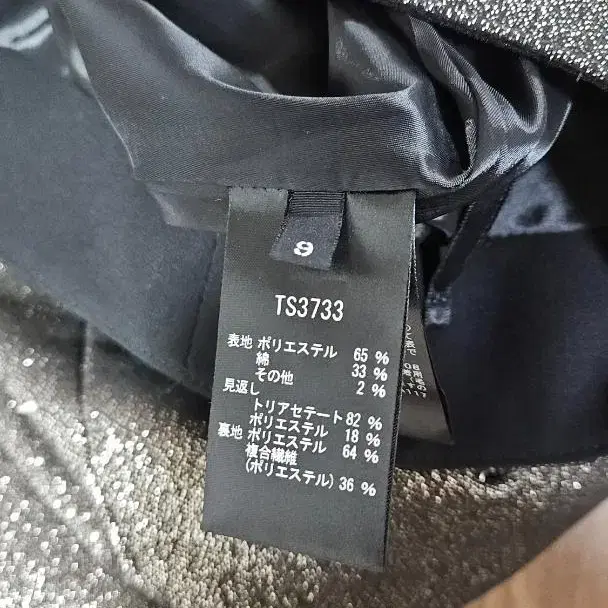 9
TS3733
表地 ポリエステル 65 %
綿 33 %
その他 2 %
見返し
トリアセテート 82 %
ポリエステル 18 %
裏地 ポリエステル 64 %
複合繊維
(ポリエステル) 36 %